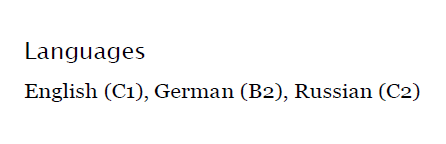 Languages
English (C1), German (B2), Russian (C2)